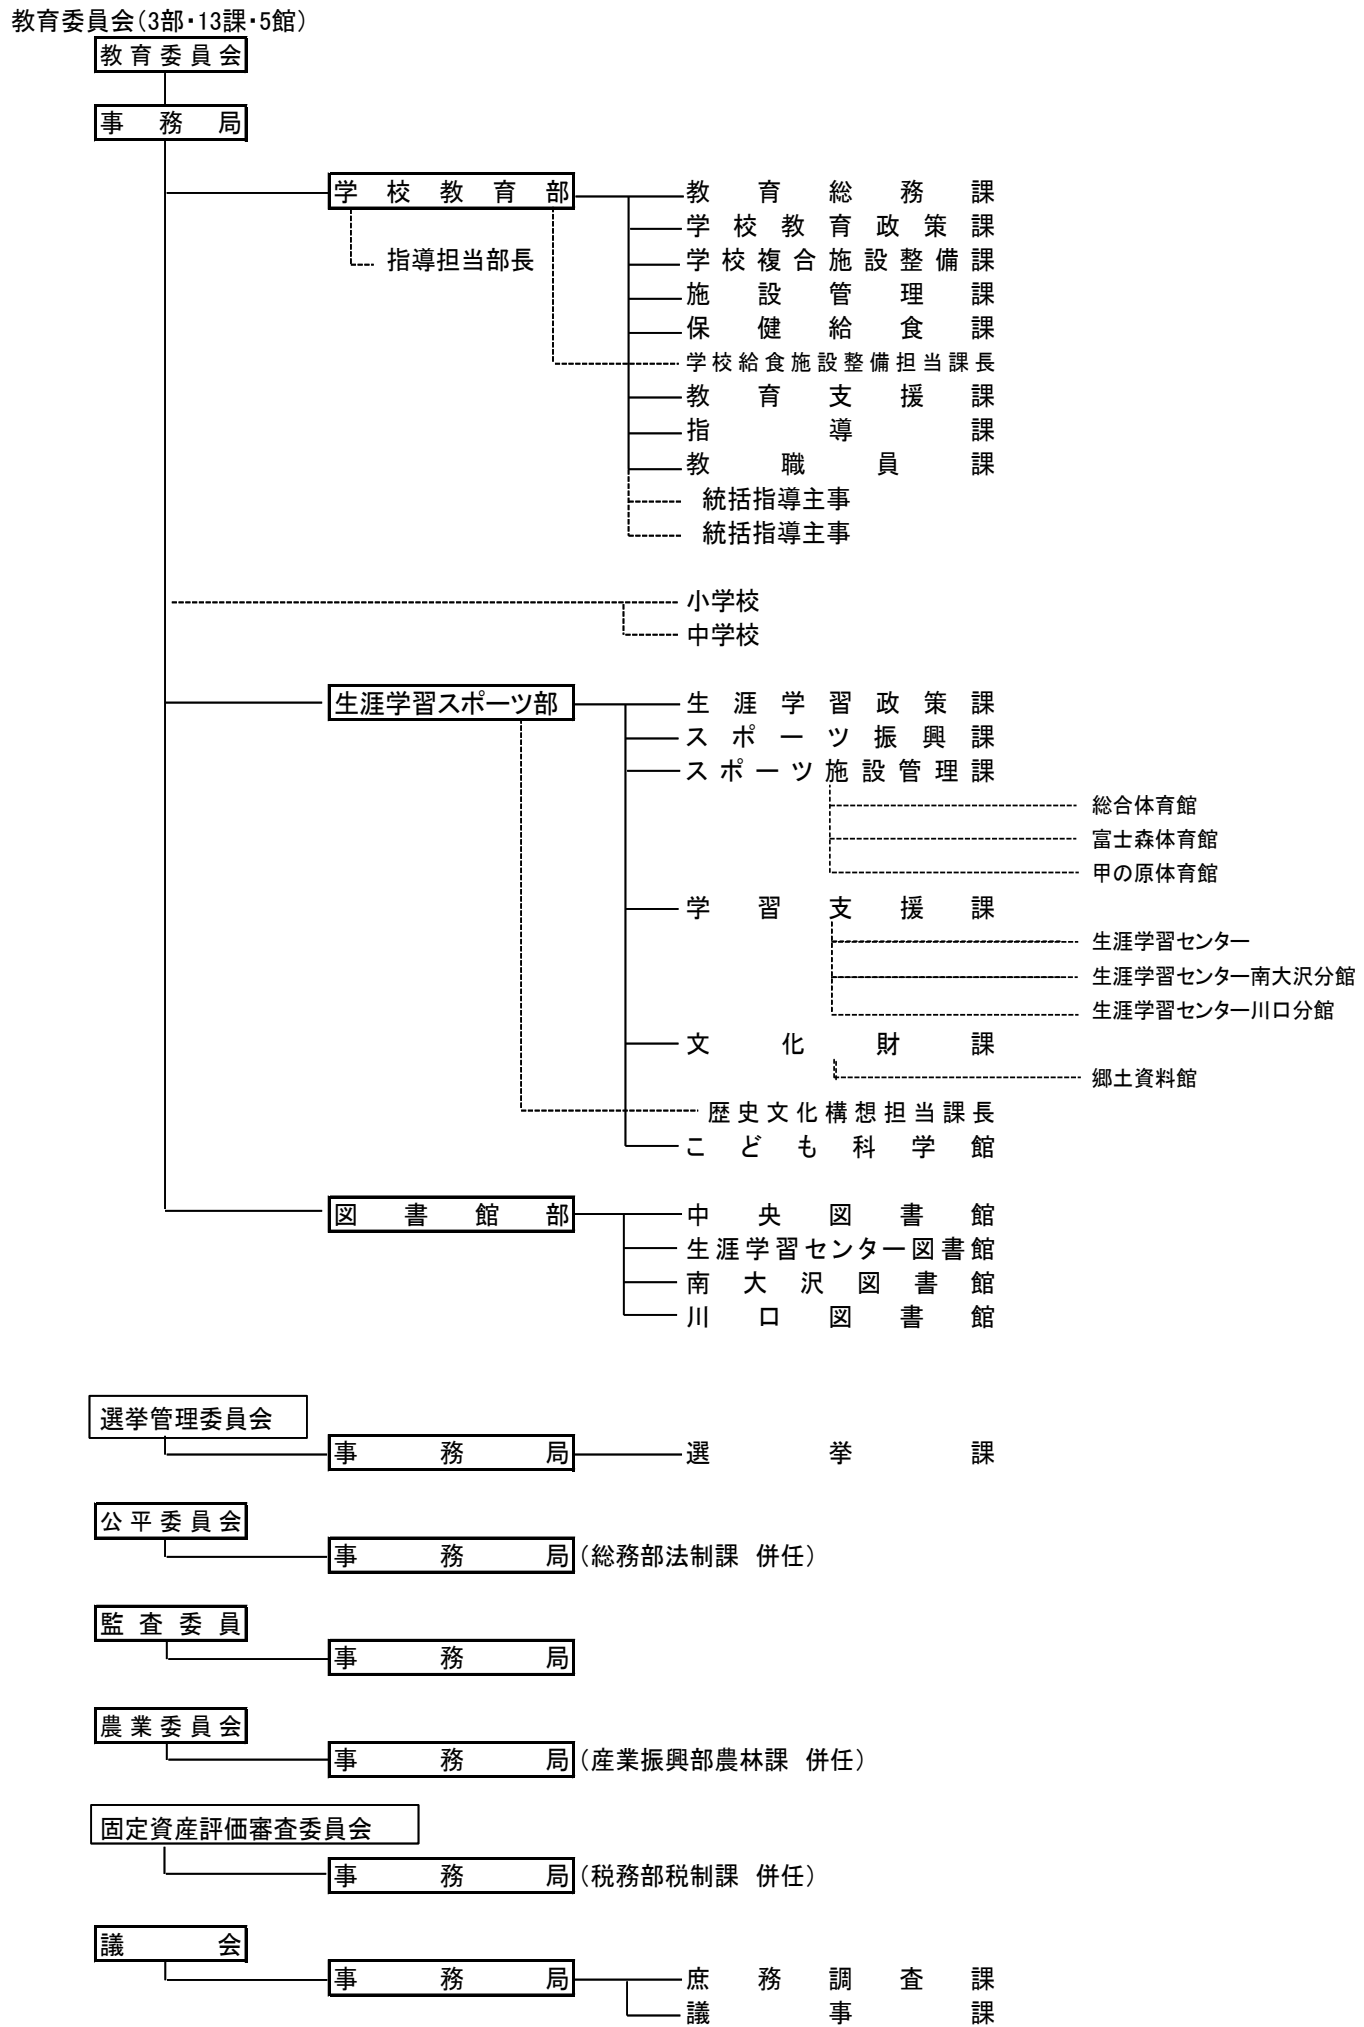 教育委員会(3部・13課・5館)
教育委員会
事務局
学校教育部 教育総務課
学校教育政策課
指導担当部長 学校複合施設整備課
施設管理課
保健給食課
学校給食施設整備担当課長
教育支援課
指導課
教職員課
統括指導主事
統括指導主事
小学校
中学校
生涯学習スポーツ部 生涯学習政策課
スポーツ振興課
スポーツ施設管理課
総合体育館
富士森体育館
甲の原体育館
学習支援課
生涯学習センター
生涯学習センター南大沢分館
生涯学習センター川口分館
文化財課
郷土資料館
歴史文化構想担当課長
こども科学館
図書館部 中央図書館
生涯学習センター図書館
南大沢図書館
川口図書館
選挙管理委員会
事務局 選挙課
公平委員会
事務局(総務部法制課 併任)
監査委員
事務局
農業委員会
事務局(産業振興部農林課 併任)
固定資産評価審査委員会
事務局(税務部税制課 併任)
議会
事務局 庶務調査課
議事課